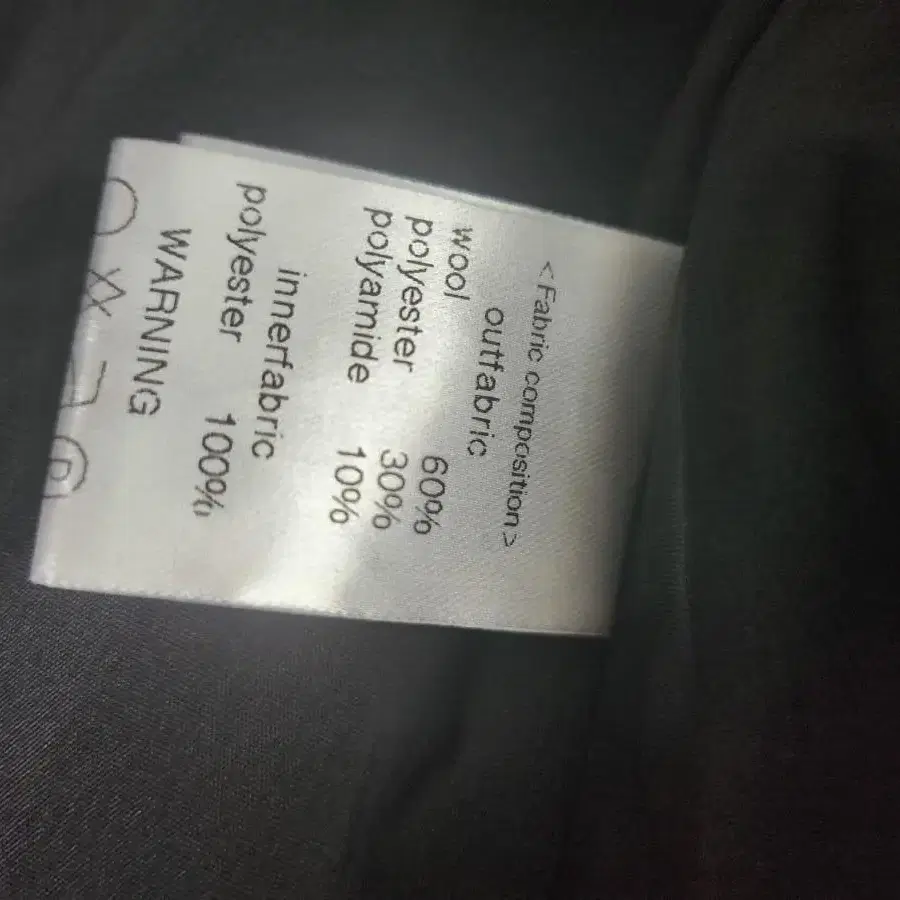 <Fabric composition>
outfabric
wool 60%
polyester 30%
polyamide 10%
innerfabric
polyester 100%
WARNING
P